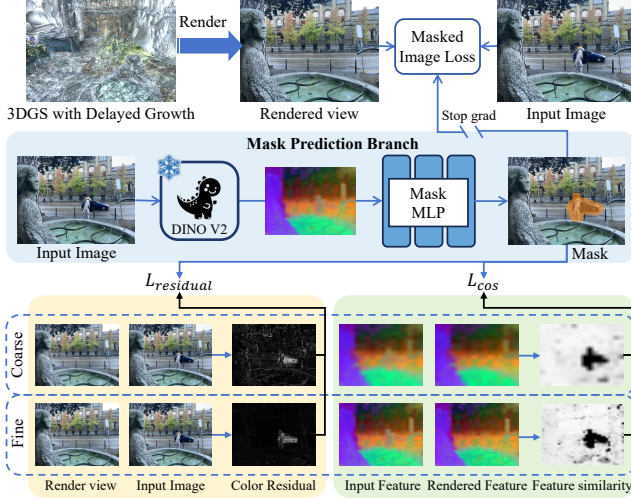 Render
Masked
Image Loss
3DGS with Delayed Growth
Rendered view
Stop grad
Input Image
Mask Prediction Branch
DINO V2
Mask
MLP
Input Image
Mask
L_residual
L_cos
Coarse
Fine
Render view
Input Image
Color Residual
Input Feature
Rendered Feature
Feature similarity